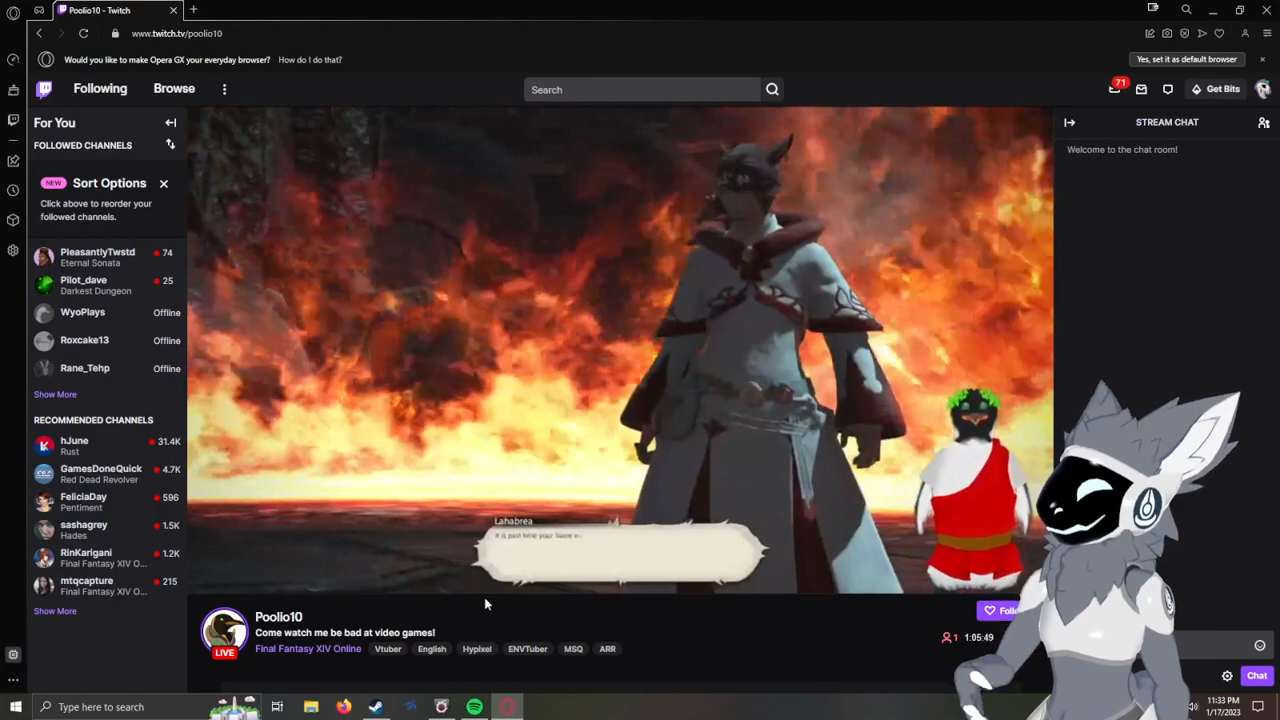 Poolio10 - Twitch
www.twitch.tv/poolio10
Would you like to make Opera GX your everyday browser? How do I do that?
Yes, set it as default browser
Following
Browse
Search
71
Get Bits
For You
FOLLOWED CHANNELS
NEW Sort Options
Click above to reorder your
followed channels.
PleasantlyTwstd 74
Eternal Sonata
Pilot_dave 25
Darkest Dungeon
WyoPlays Offline
Roxcake13 Offline
Rane_Tehp Offline
Show More
RECOMMENDED CHANNELS
hJune 31.4K
Rust
GamesDoneQuick 4.7K
Red Dead Revolver
FeliciaDay 596
Pentiment
sashagrey 1.5K
Hades
RinKarigani 1.2K
Final Fantasy XIV O...
mtqcapture 215
Final Fantasy XIV O...
Show More
STREAM CHAT
Welcome to the chat room!
Lahabrea
It is past time your flame w
Poolio10
Come watch me be bad at video games!
Final Fantasy XIV Online Vtuber English Hypixel ENVTuber MSQ ARR
LIVE
Follo
1 1:05:49
Chat
Type here to search
11:33 PM
1/17/2023